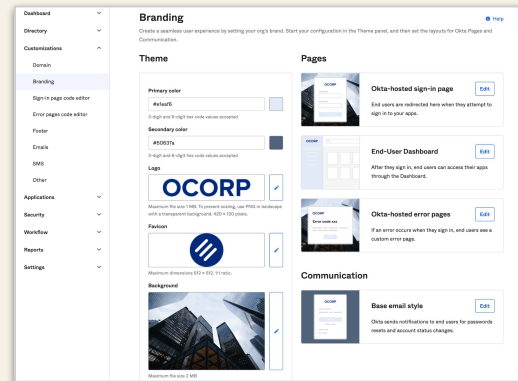 Dashboard
Directory
Customizations
Domain
Branding
Sign-in page code editor
Error pages code editor
Footer
Emails
SMS
Other
Applications
Security
Workflow
Reports
Settings
Branding
Help
Create a seamless user experience by setting your org's brand. Start your configuration in the Theme panel, and then set the layouts for Okta Pages and
Communication.
Theme
Primary color
3-digit and 6-digit hex code values accepted
Secondary color
#50637a
3-digit and 6-digit hex code values accepted
Logo
OCORP
Maximum file size 1 MB. To prevent scaling, use PNG in landscape
with a transparent background, 420 x 120 pixels.
Favicon
Maximum dimensions 512 x 512, 1:1 ratio.
Background
Maximum file size 2 MB
Pages
OCORP
Okta-hosted sign-in page
Edit
End users are redirected here when they attempt to
sign in to your apps.
OCORP
End-User Dashboard
Edit
After they sign in, end users can access their apps
through the Dashboard.
OCORP
Error code xxx
Okta-hosted error pages
Edit
If an error occurs when they sign in, end users see a
custom error page.
Communication
OCORP
Base email style
Edit
Okta sends notifications to end users for passwords
resets and account status changes.